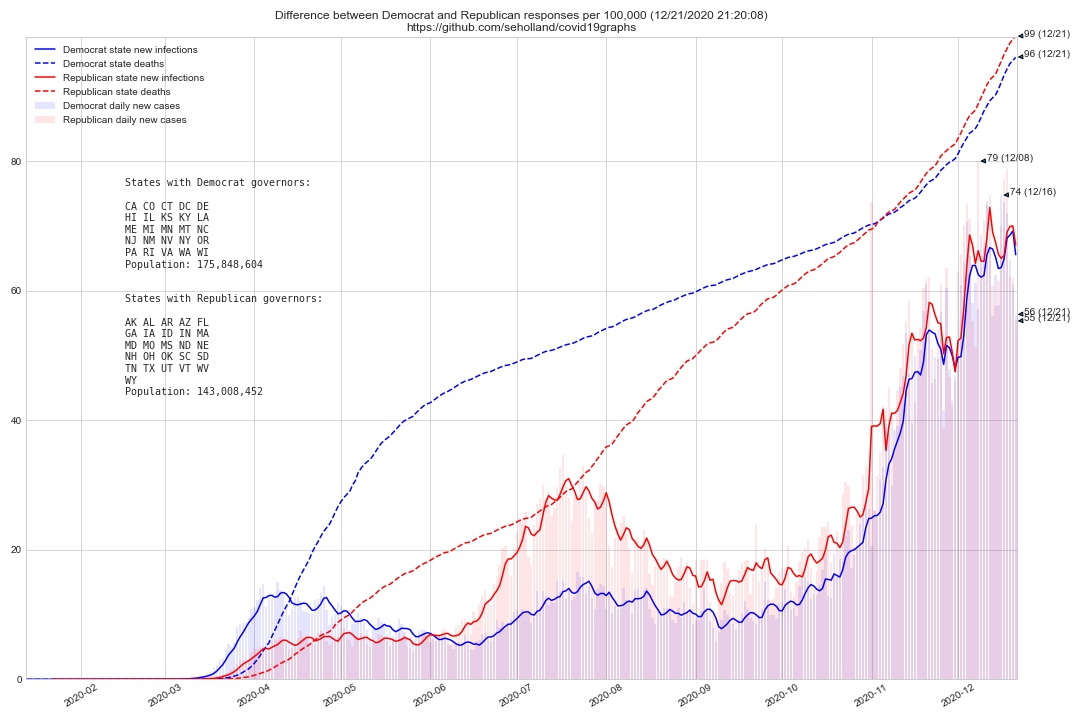 Difference between Democrat and Republican responses per 100,000 (12/21/2020 21:20:08)
https://github.com/seholland/covid19graphs
99 (12/21)
96 (12/21)
Democrat state new infections
Democrat state deaths
Republican state new infections
Republican state deaths
Democrat daily new cases
Republican daily new cases
80
79 (12/08)
74 (12/16)
States with Democrat governors:
CA CO CT DC DE
HI IL KS KY LA
ME MI MN MT NC
NJ NM NV NY OR
PA RI VA WA WI
Population: 175,848,604
60
States with Republican governors:
56 (12/21)
55 (12/21)
AK AL AR AZ FL
GA IA ID IN MA
MD MO MS ND NE
NH OH OK SC SD
TN TX UT VT WV
WY
Population: 143,008,452
40
20
0
2020-02 2020-03 2020-04 2020-05 2020-06 2020-07 2020-08 2020-09 2020-10 2020-11 2020-12